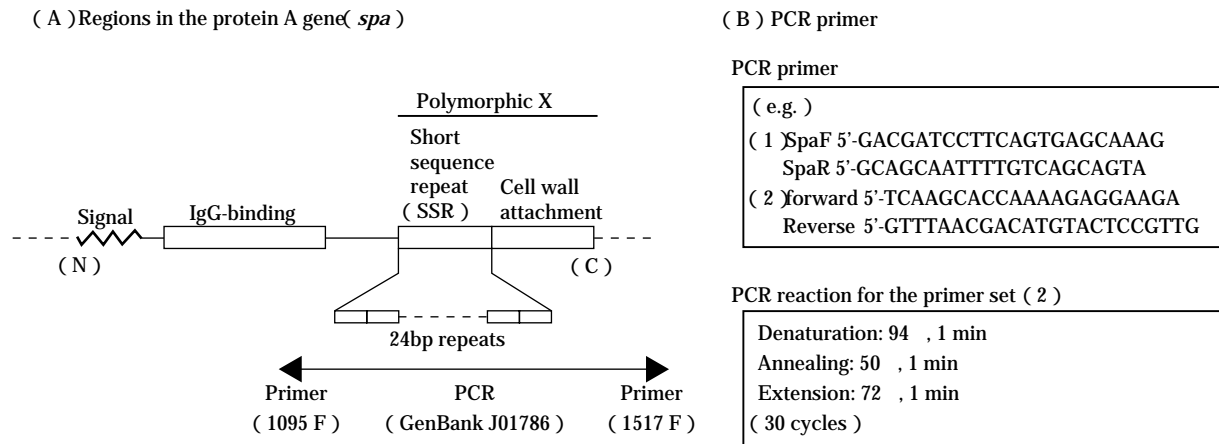 ( A ) Regions in the protein A gene( spa )
Polymorphic X
Short
sequence
repeat
( SSR )
Cell wall
attachment
Signal
IgG-binding
( N )
( C )
24bp repeats
Primer
( 1095 F )
PCR
( GenBank J01786 )
Primer
( 1517 F )
( B ) PCR primer
PCR primer
( e.g. )
( 1 )SpaF 5'-GACGATCCTTCAGTGAGCAAAG
SpaR 5'-GCAGCAATTTTGTCAGCAGTA
( 2 )forward 5'-TCAAGCACCAAAAGAGGAAGA
Reverse 5'-GTTTAACGACATGTACTCCGTTG
PCR reaction for the primer set ( 2 )
Denaturation: 94 , 1 min
Annealing: 50 , 1 min
Extension: 72 , 1 min
( 30 cycles )